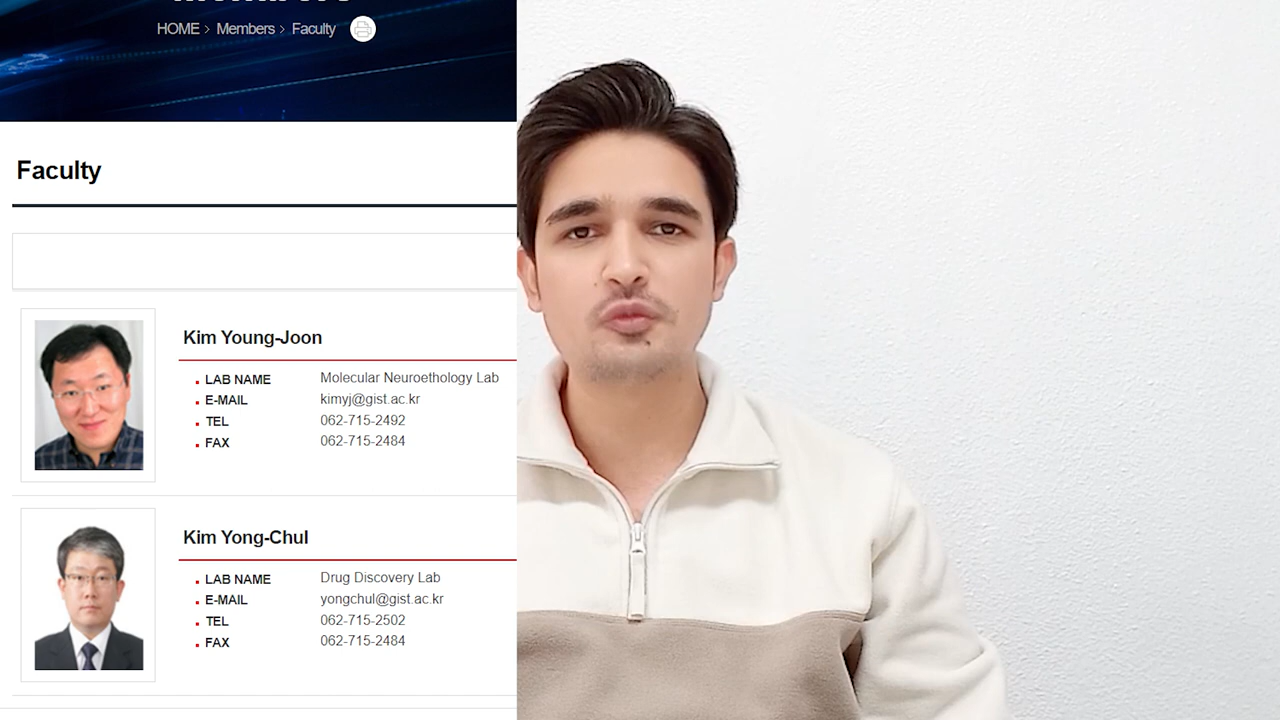 HOME > Members > Faculty
Faculty
Kim Young-Joon
LAB NAME Molecular Neuroethology Lab
E-MAIL kimyj@gist.ac.kr
TEL 062-715-2492
FAX 062-715-2484
Kim Yong-Chul
LAB NAME Drug Discovery Lab
E-MAIL yongchul@gist.ac.kr
TEL 062-715-2502
FAX 062-715-2484